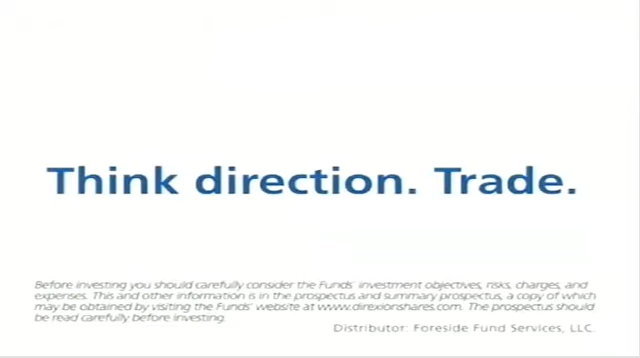 Think direction. Trade.
Before investing you should carefully consider the Funds' investment objectives, risks, charges, and
expenses. This and other information is in the prospectus and summary prospectus, a copy of which
may be obtained by visiting the Funds' website at www.direxionshares.com. The prospectus should
be read carefully before investing.
Distributor: Foreside Fund Services, LLC.